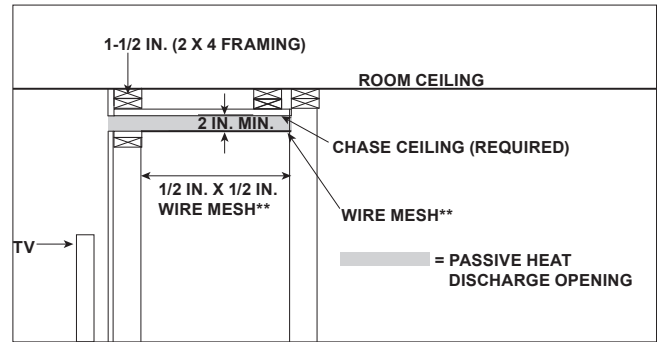 1-1/2 IN. (2 X 4 FRAMING)
ROOM CEILING
2 IN. MIN.
CHASE CEILING (REQUIRED)
1/2 IN. X 1/2 IN.
WIRE MESH**
WIRE MESH**
TV
= PASSIVE HEAT
DISCHARGE OPENING